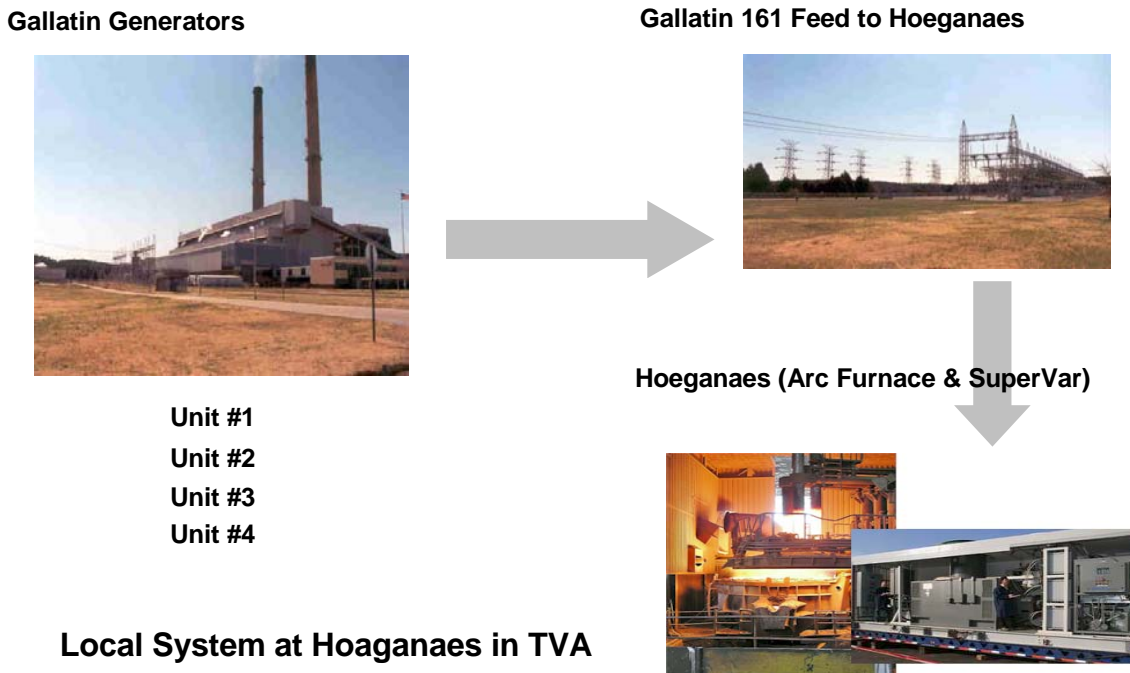 Gallatin Generators
Gallatin 161 Feed to Hoeganaes
Hoeganaes (Arc Furnace & SuperVar)
Unit #1
Unit #2
Unit #3
Unit #4
Local System at Hoaganaes in TVA